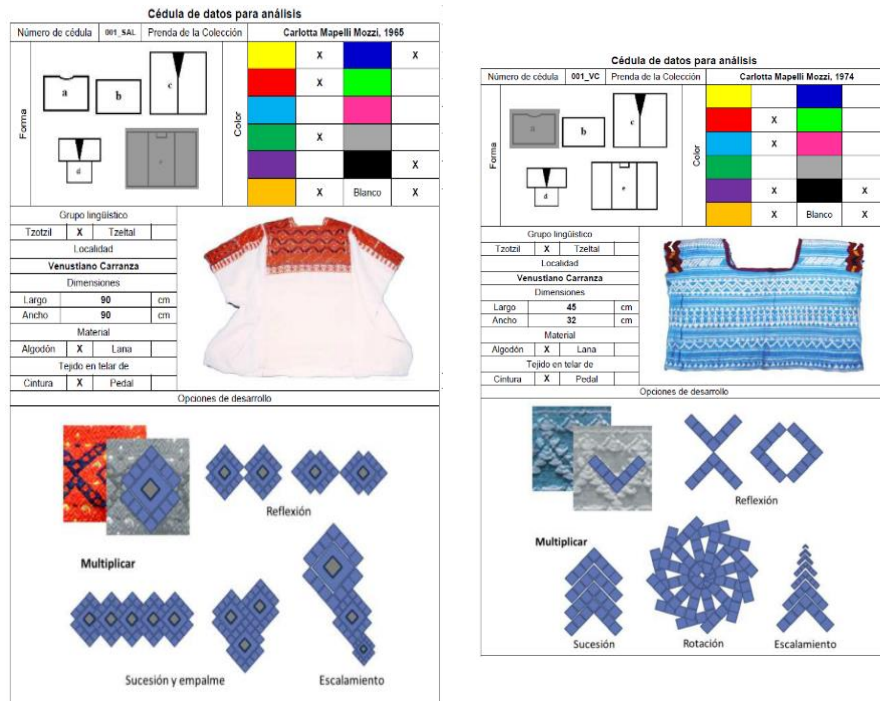 Cédula de datos para análisis
Número de cédula 001_SAL Prenda de la Colección Carlotta Mapelli Mozzi, 1965
Forma
a
b
c
d
e
Color
X X
X
X
X
X Blanco X
Grupo lingüístico
Tzotzil X Tzeltal
Localidad
Venustiano Carranza
Dimensiones
Largo 90 cm
Ancho 90 cm
Material
Algodón X Lana
Tejido en telar de
Cintura X Pedal
Opciones de desarrollo
Reflexión
Multiplicar
Sucesión y empalme Escalamiento
Cédula de datos para análisis
Número de cédula 001_VC Prenda de la Colección Carlotta Mapelli Mozzi, 1974
Forma
a
b
c
d
e
Color
X
X
X X
X Blanco X
Grupo lingüístico
Tzotzil X Tzeltal
Localidad
Venustiano Carranza
Dimensiones
Largo 45 cm
Ancho 32 cm
Material
Algodón X Lana
Tejido en telar de
Cintura X Pedal
Opciones de desarrollo
Reflexión
Multiplicar
Sucesión Rotación Escalamiento